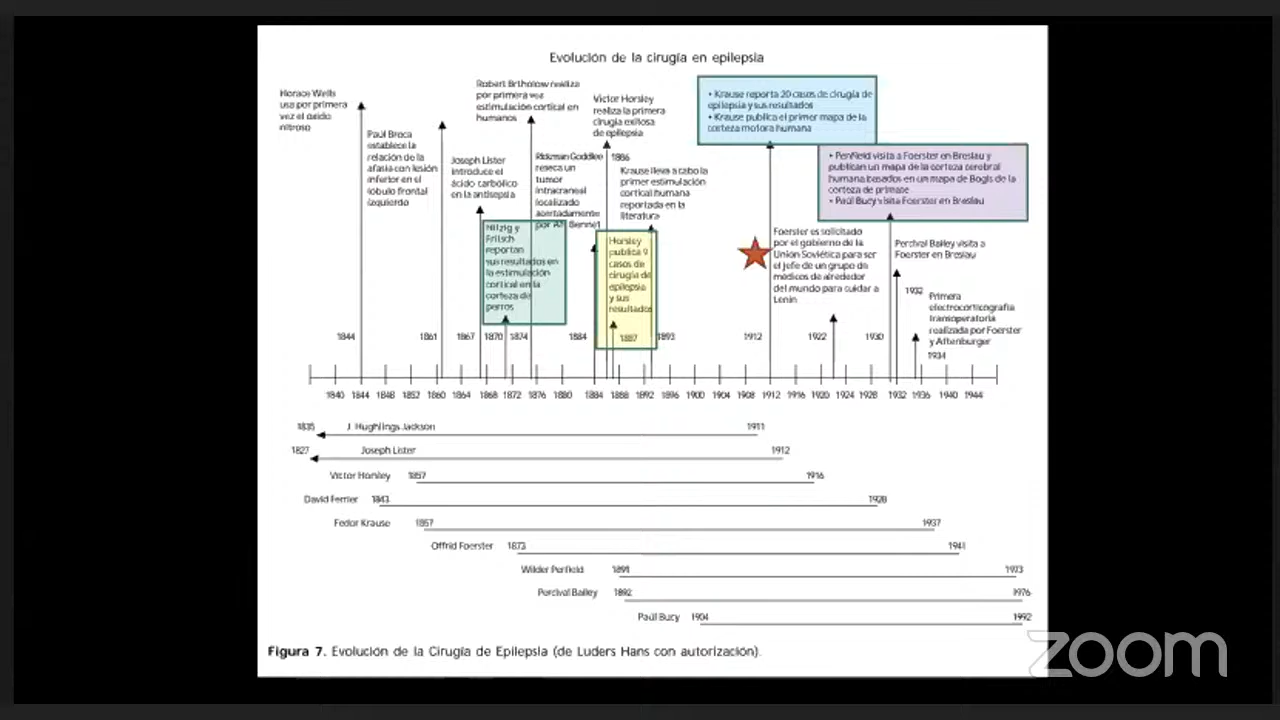 Evolución de la cirugía en epilepsia
Horace Wells
usa por primera
vez el óxido
nitroso
Paul Broca
establece la
relación de la
afasia con lesión
inferior en el
lóbulo frontal
izquierdo
Joseph Lister
introduce el
ácido carbólico
en la antisepsia
Robert Brtholow realiza
por primera vez
estimulación cortical en
humanos
Hitzig y
Fritsch
reportan
sus resultados en
la estimulación
cortical en la
corteza de
perros
Rickman Goddlee
reseca un
tumor
intracraneal
localizado
acertadamente
por AH Bennet
Victor Horsley
realiza la primera
cirugía exitosa
de epilepsia
1886
Krause lleva a cabo la
primer estimulación
cortical humana
reportada en la
literatura
Horsley
publica 9
casos de
cirugía de
epilepsia
y sus
resultados
1887
• Krause reporta 20 casos de cirugía de
epilepsia y sus resultados
• Krause publica el primer mapa de la
corteza motora humana
• Penfield visita a Foerster en Breslau y
publican un mapa de la corteza cerebral
humana basados en un mapa de Bogls de la
corteza de primate
• Paúl Bucy visita Foerster en Breslau
Foerster es solicitado
por el gobierno de la
Union Soviética para ser
el jefe de un grupo de
médicos de alrededor
del mundo para cuidar a
Lenin
Percival Bailey visita a
Foerster en Breslau
1932
Primera
electrocorticografía
transoperatoria
realizada por Foerster
y Altenburger
1934
1844 1861 1867 1870 1874 1884 1893 1912 1922 1930
1840 1844 1848 1852 1860 1864 1868 1872 1876 1880 1884 1888 1892 1896 1900 1904 1908 1912 1916 1920 1924 1928 1932 1936 1940 1944
1835 J Hughlings Jackson 1911
1827 Joseph Lister 1912
Victor Horsley 1857 1916
David Ferrier 1843 1928
Fedor Krause 1857 1937
Offrid Foerster 1873 1941
Wilder Penfield 1891 1973
Percival Bailey 1892 1976
Paúl Bucy 1904 1992
Figura 7. Evolución de la Cirugía de Epilepsia (de Luders Hans con autorización).
zoom